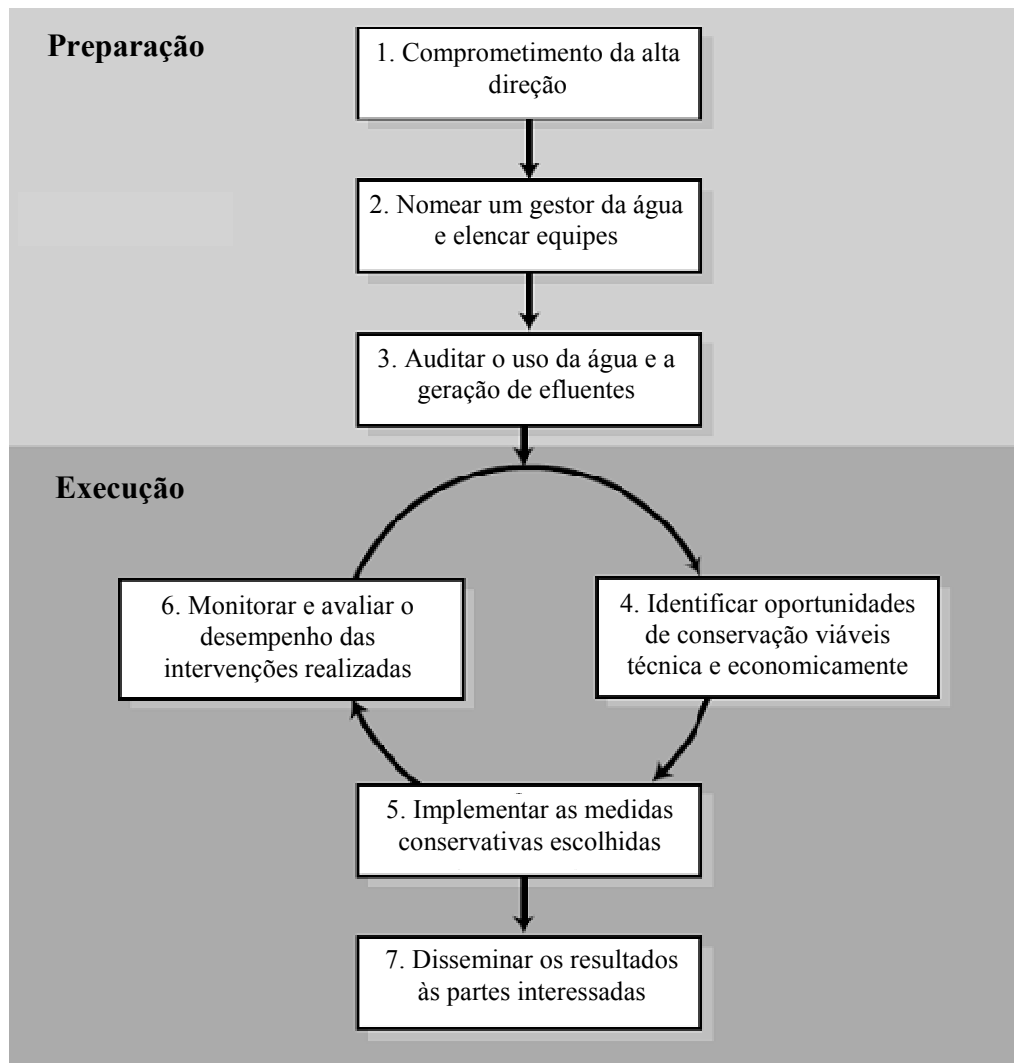 Preparação
1. Comprometimento da alta
direção
2. Nomear um gestor da água
e elencar equipes
3. Auditar o uso da água e a
geração de efluentes
Execução
4. Identificar oportunidades
de conservação viáveis
técnica e economicamente
5. Implementar as medidas
conservativas escolhidas
6. Monitorar e avaliar o
desempenho das
intervenções realizadas
7. Disseminar os resultados
às partes interessadas